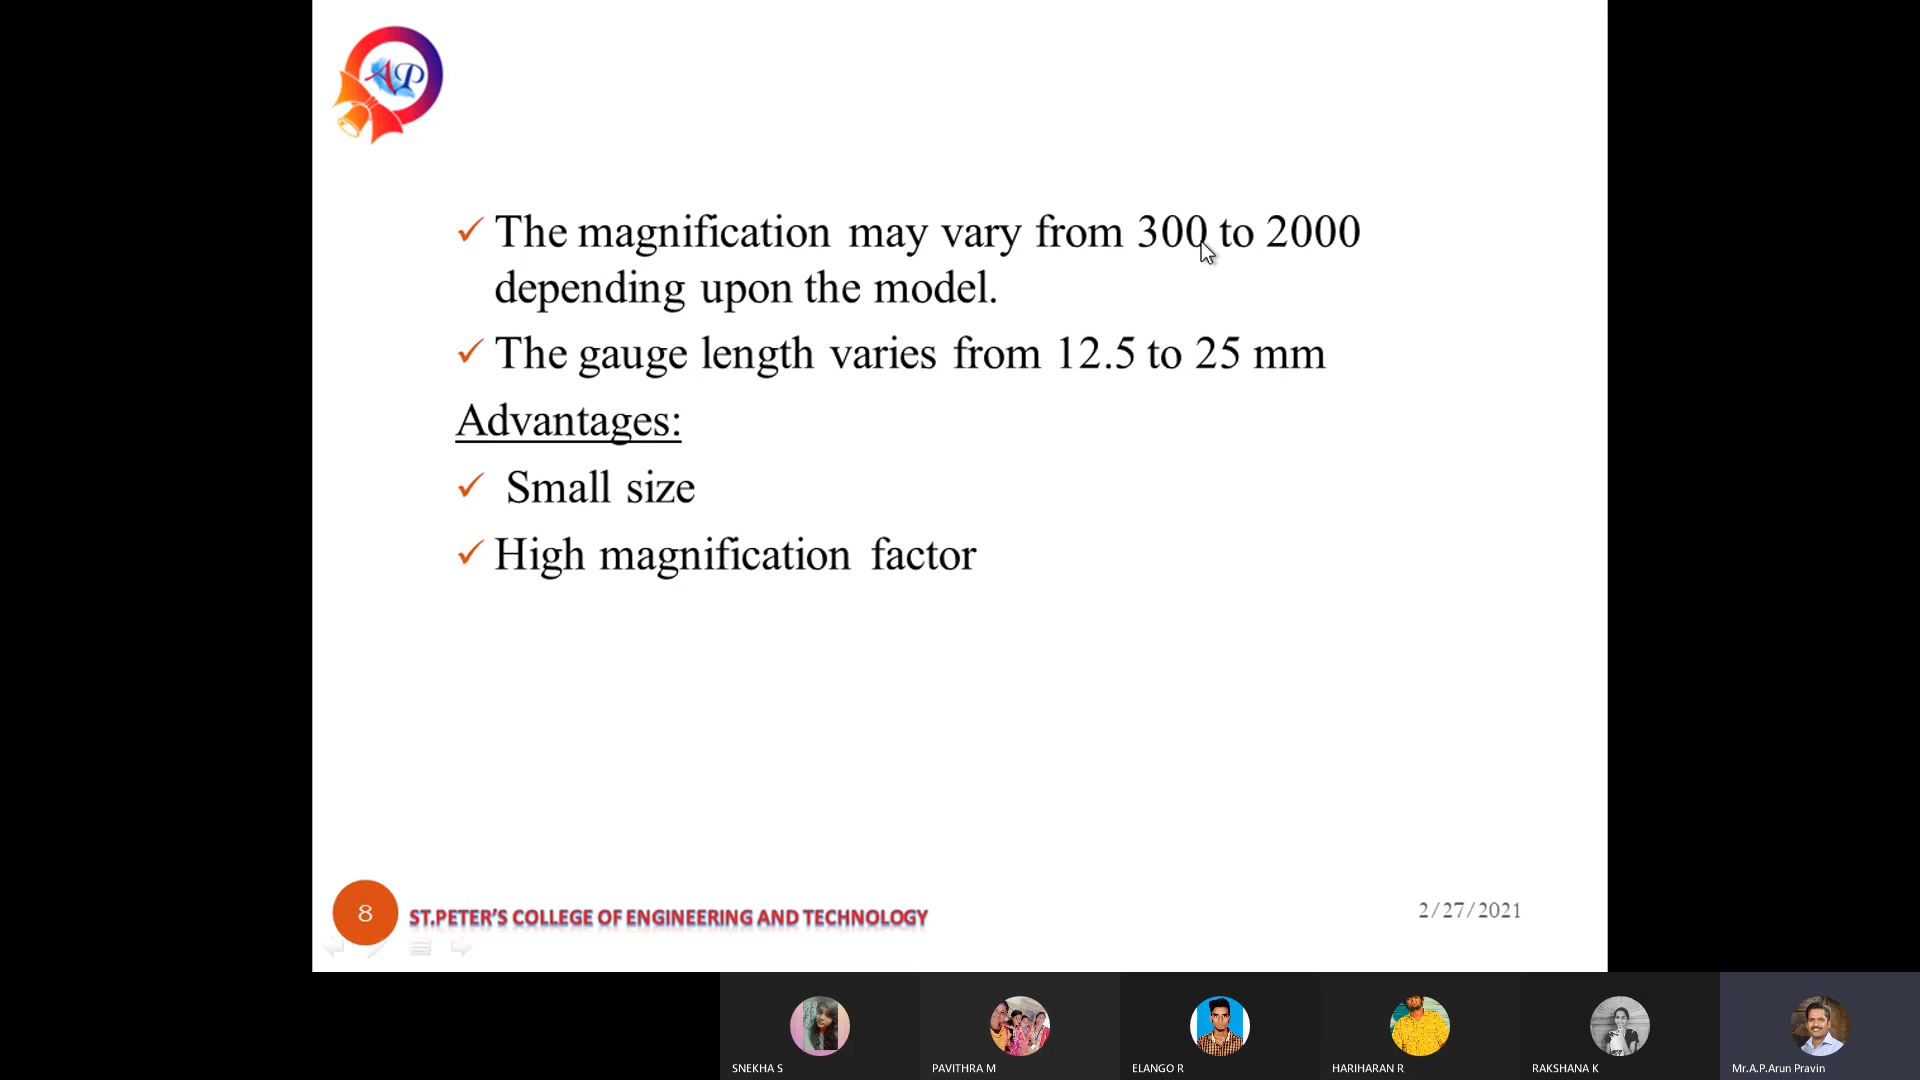 AP
The magnification may vary from 300 to 2000
depending upon the model.
The gauge length varies from 12.5 to 25 mm
Advantages:
Small size
High magnification factor
8
ST.PETER'S COLLEGE OF ENGINEERING AND TECHNOLOGY
2/27/2021
SNEKHA S
PAVITHRA M
ELANGO R
HARIHARAN R
RAKSHANA K
Mr.A.P.Arun Pravin